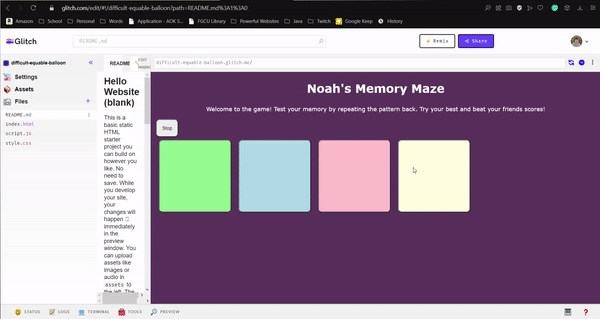 glitch.com/edit/#!/difficult-equable-balloon?path=README.md%3A1%3A0
Amazon School Personal Words Application - AOK S... FGCU Library Powerful Websites Java Twitch Google Keep History
Glitch README.md Remix Share
difficult-equable-balloon
Settings
Assets
Files +
README.md
index.html
script.js
style.css
README
difficult-equable-balloon.glitch.me/
Hello
Website
(blank)
This is a basic static
HTML
starter
project you
can build on
however you
like. No
need to
save. While
you develop
your site,
your
changes will
happen
immediately
in the
preview
window. You
can upload
assets like
images or
audio in
assets to
the left. The
Noah's Memory Maze
Welcome to the game! Test your memory by repeating the pattern back. Try your best and beat your friends scores!
Stop
STATUS LOGS TERMINAL TOOLS PREVIEW ?